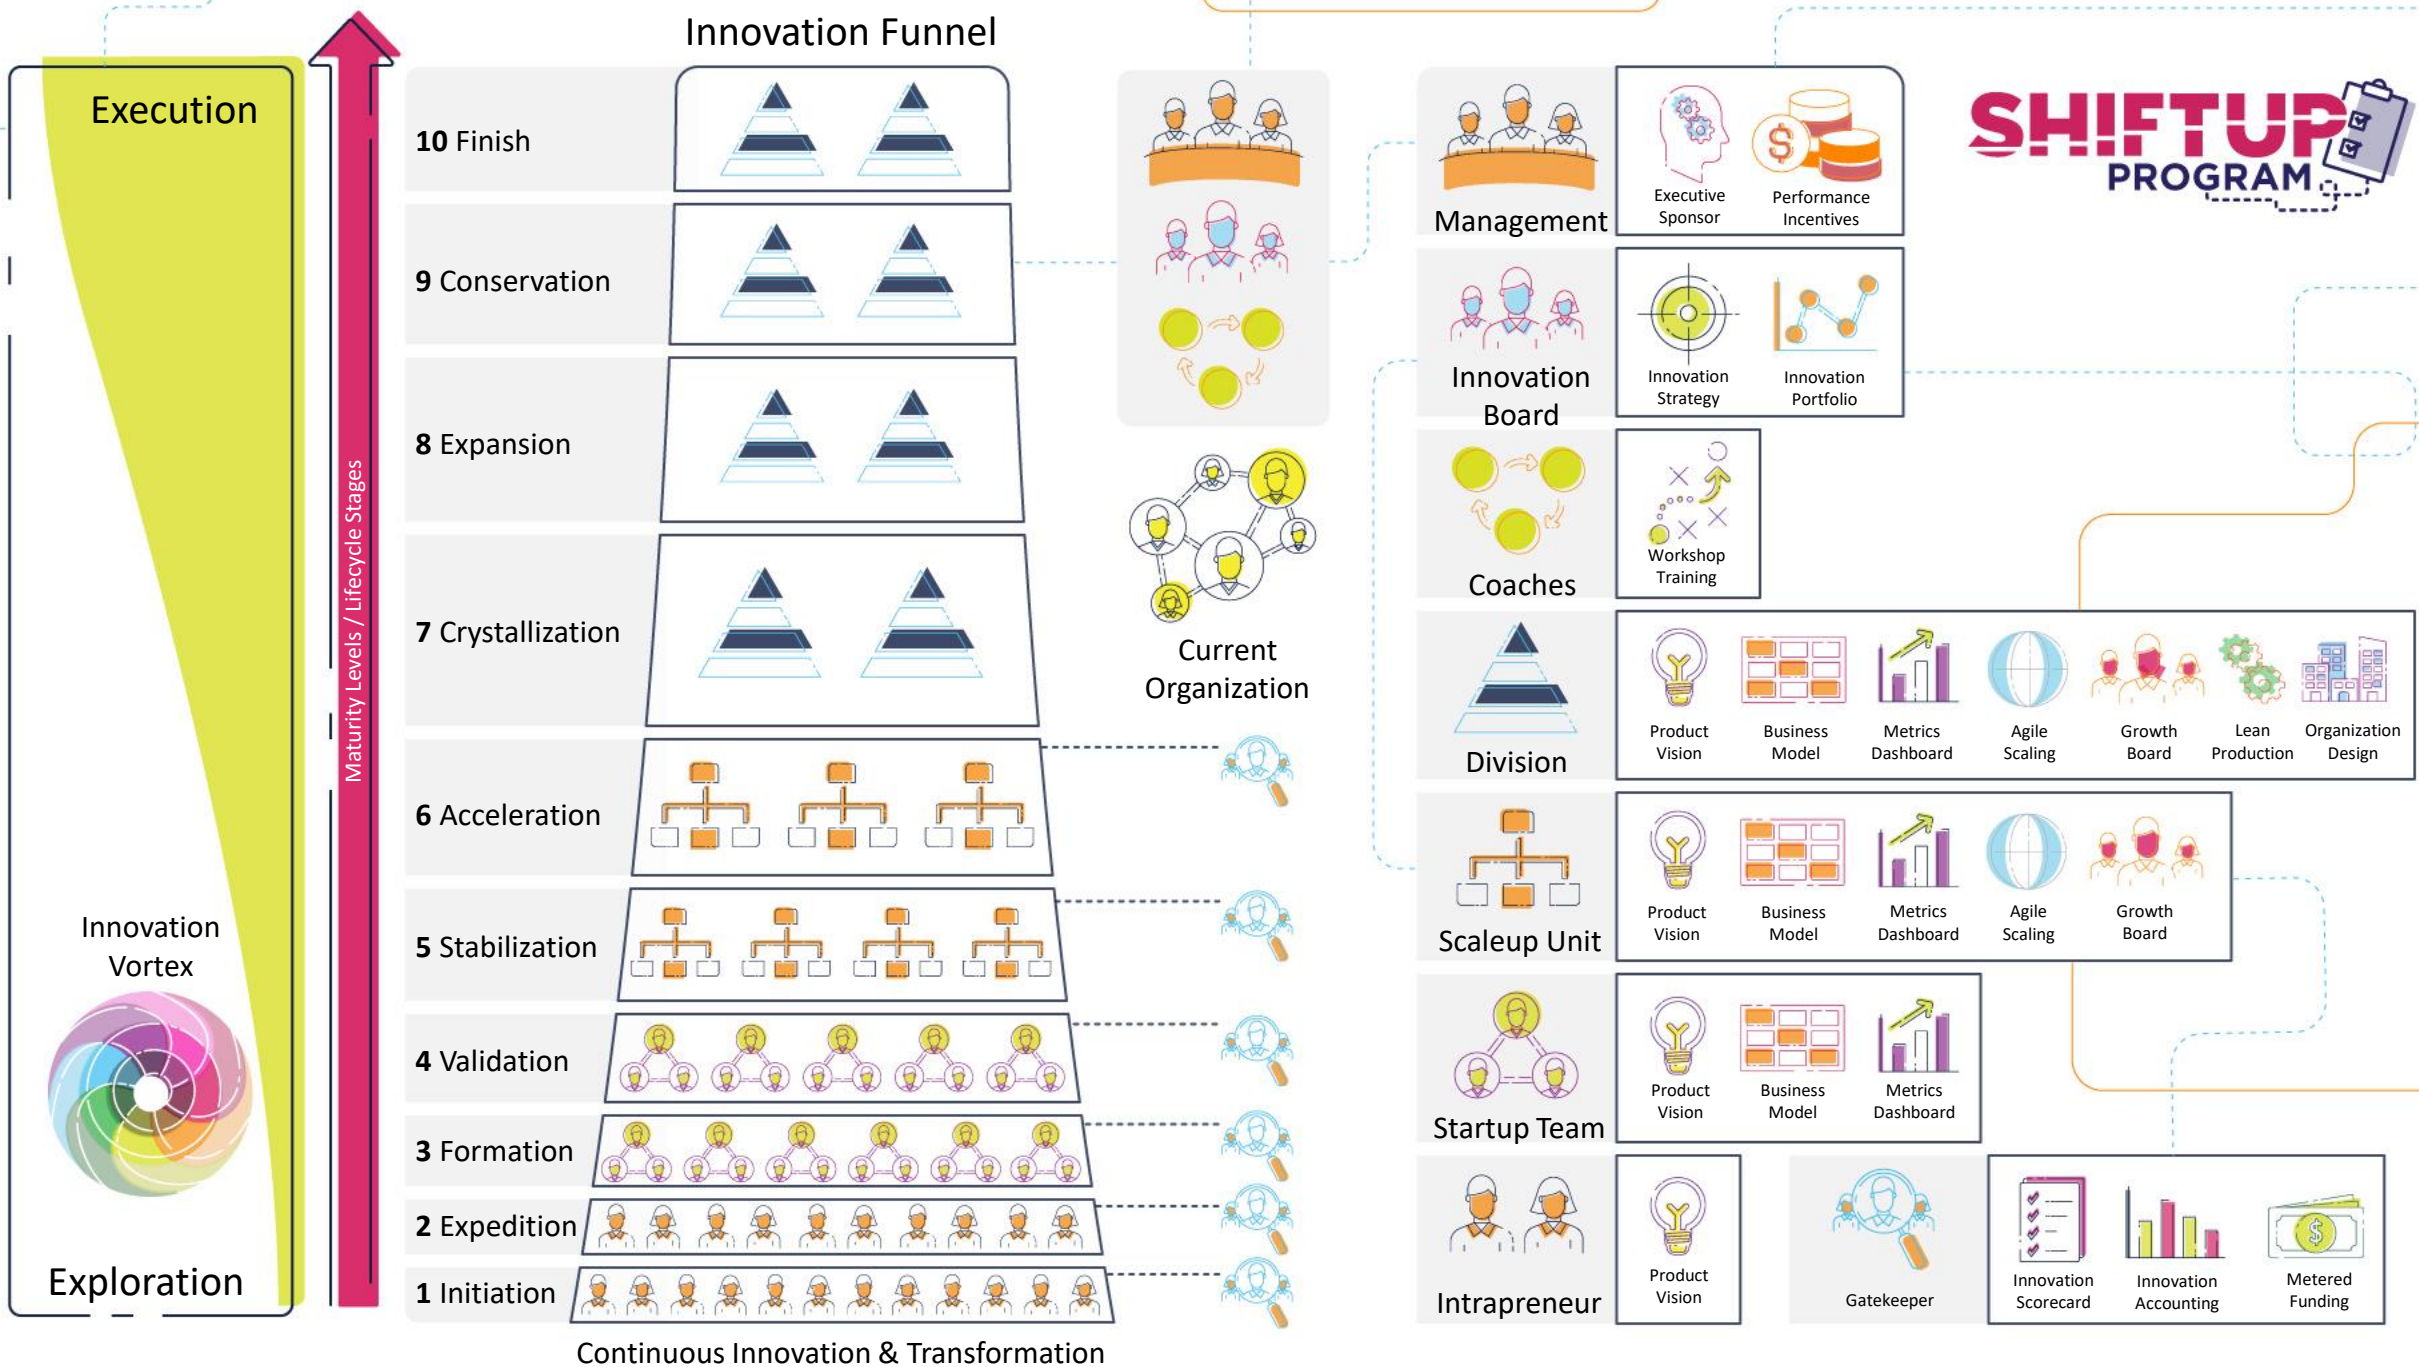 Innovation Funnel
Execution
Maturity Levels / Lifecycle Stages
Innovation
Vortex
Exploration
10 Finish
9 Conservation
8 Expansion
7 Crystallization
6 Acceleration
5 Stabilization
4 Validation
3 Formation
2 Expedition
1 Initiation
Continuous Innovation & Transformation
Current
Organization
SHIFTUP
PROGRAM
Management
Executive
Sponsor
Performance
Incentives
$
Innovation
Board
Innovation
Strategy
Innovation
Portfolio
Coaches
Workshop
Training
Division
Product
Vision
Business
Model
Metrics
Dashboard
Agile
Scaling
Growth
Board
Lean
Production
Organization
Design
Scaleup Unit
Product
Vision
Business
Model
Metrics
Dashboard
Agile
Scaling
Growth
Board
Startup Team
Product
Vision
Business
Model
Metrics
Dashboard
Intrapreneur
Product
Vision
Gatekeeper
Innovation
Scorecard
Innovation
Accounting
$
Metered
Funding